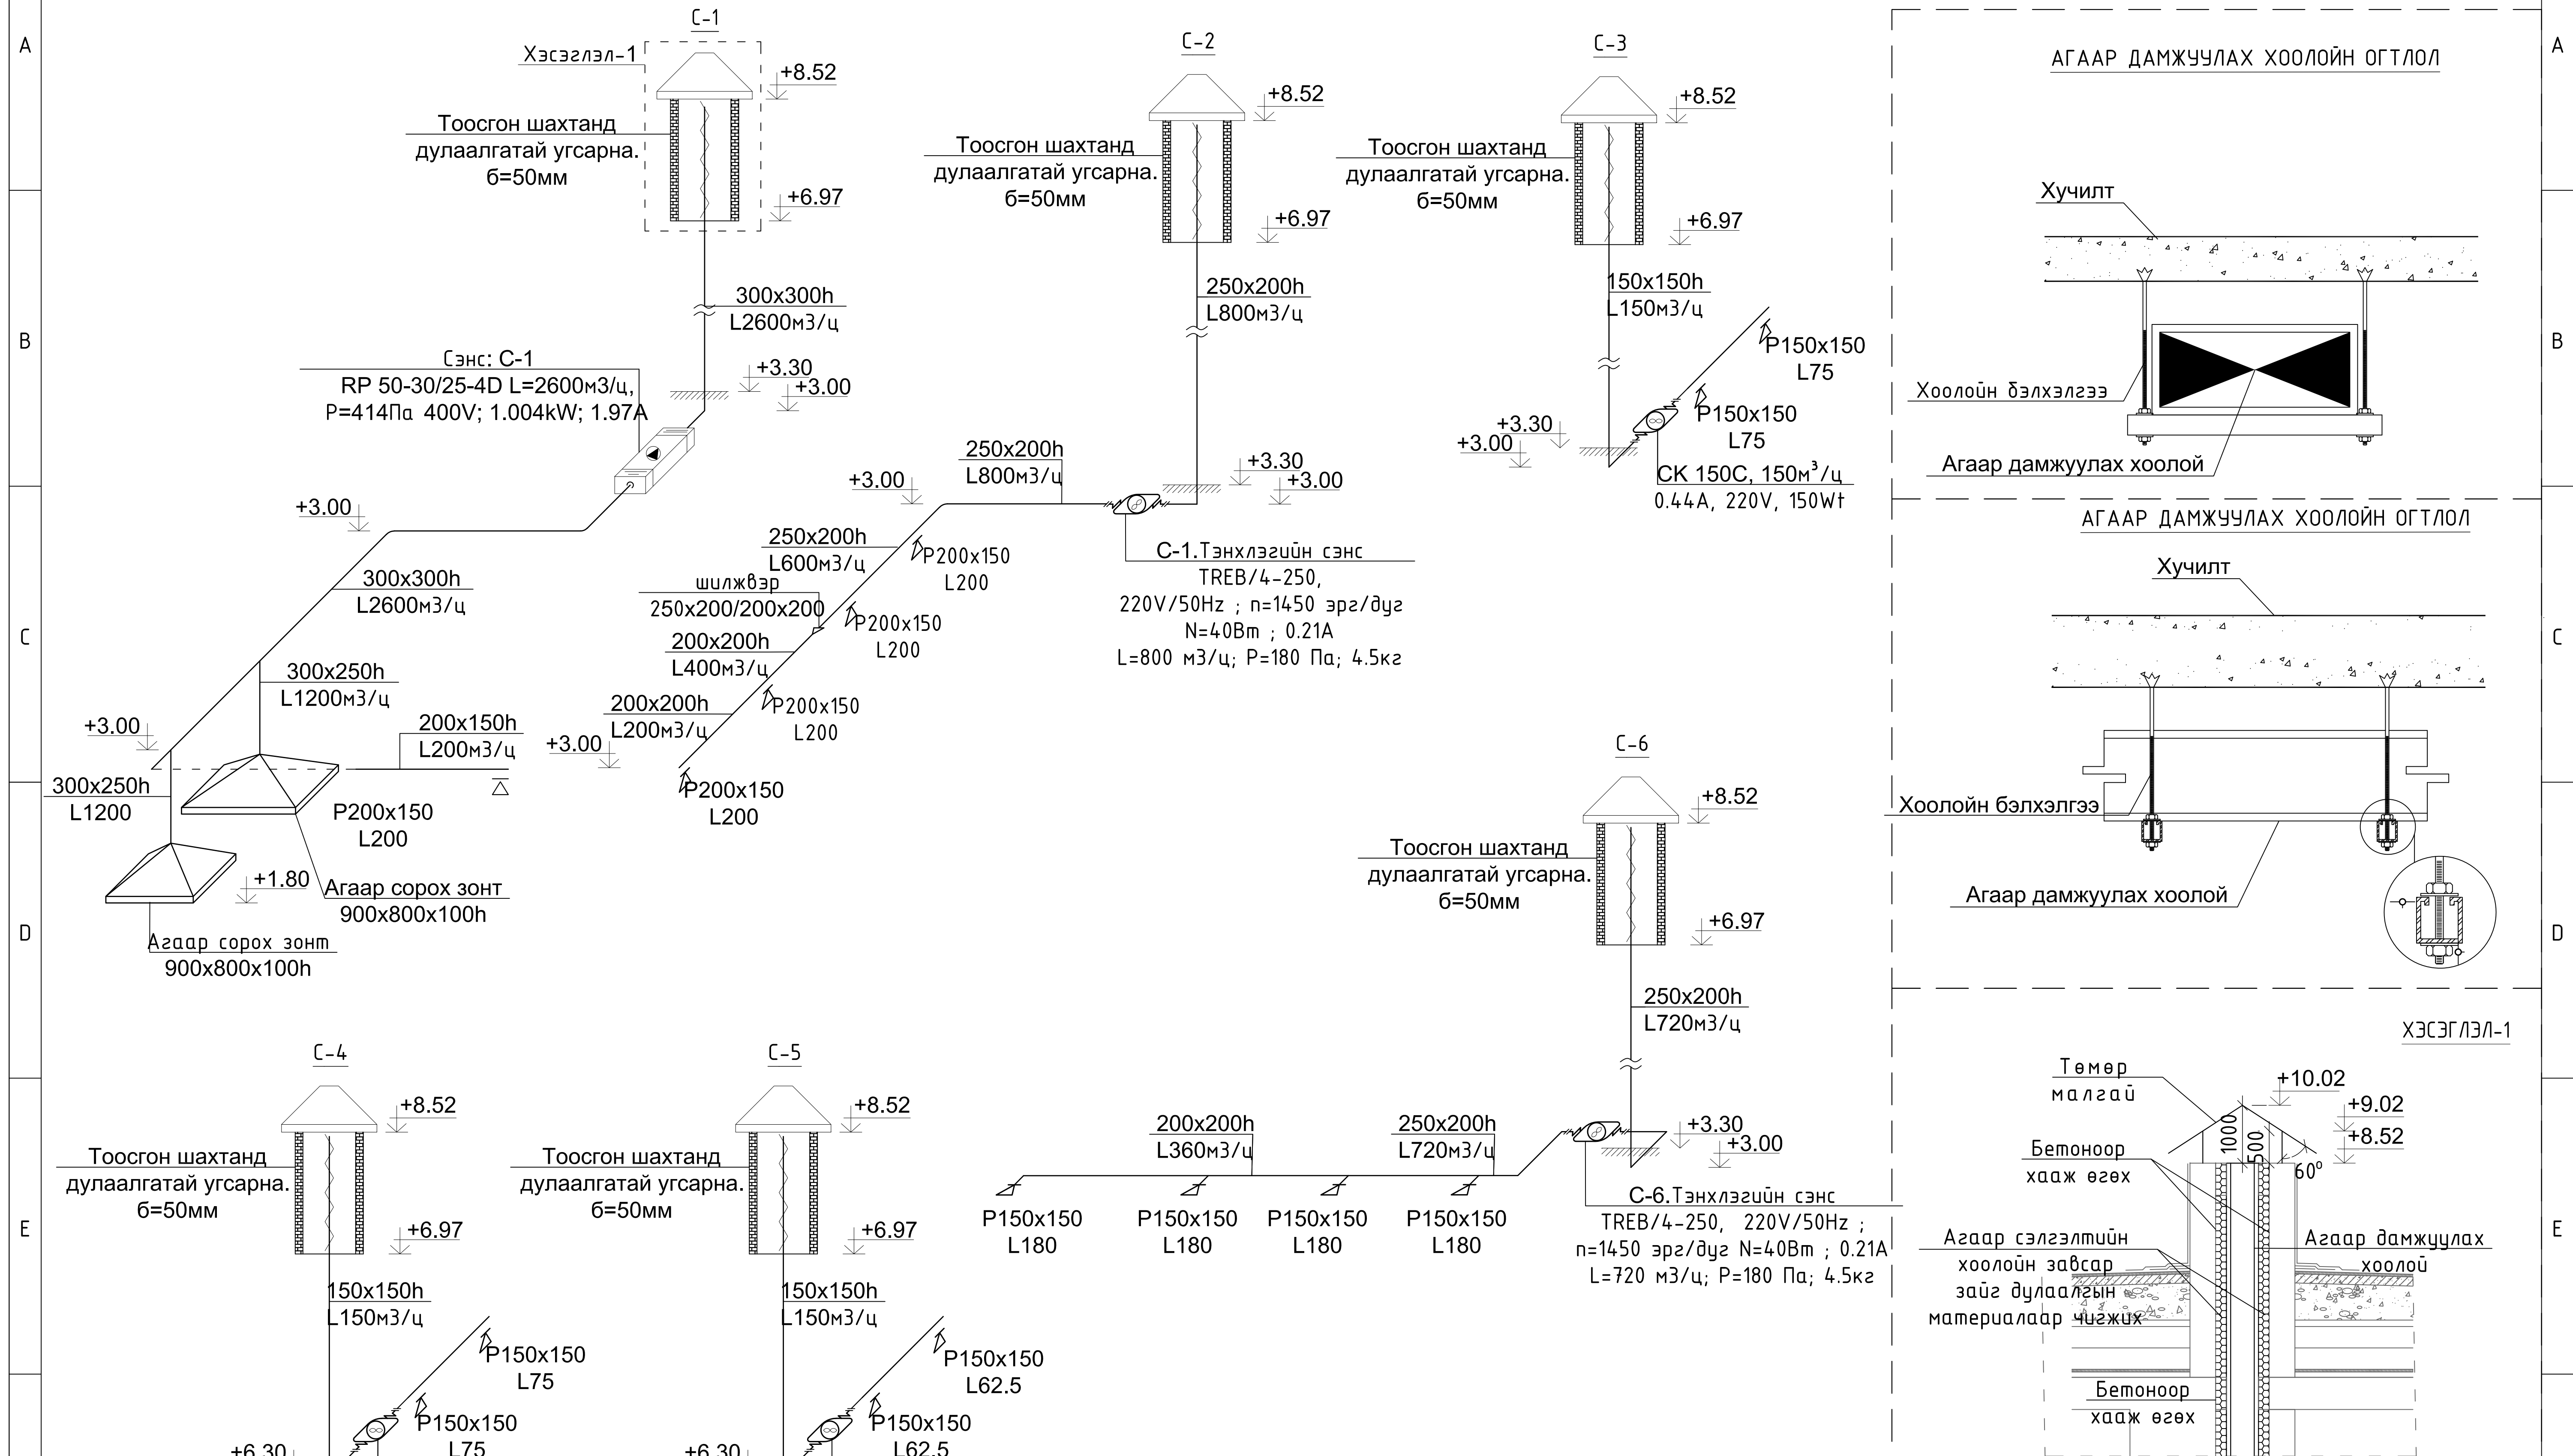 A
B
C
D
E
С-1
Хэсэглэл-1
+8.52
Тоосгон шахтанд
дулаалгатай угсарна.
б=50мм
+6.97
300x300h
L2600м3/ц
Сэнс: С-1
RP 50-30/25-4D L=2600м3/ц,
P=414Па 400V; 1.004kW; 1.97A
+3.30
+3.00
+3.00
300x300h
L2600м3/ц
300x250h
L1200м3/ц
+3.00
200x150h
L200м3/ц
300x250h
L1200
P200x150
L200
+1.80
Агаар сорох зонт
900x800x100h
Агаар сорох зонт
900x800x100h
С-2
+8.52
Тоосгон шахтанд
дулаалгатай угсарна.
б=50мм
+6.97
250x200h
L800м3/ц
250x200h
L800м3/ц
+3.00
+3.30
+3.00
250x200h
L600м3/ц
P200x150
L200
шилжвэр
250x200/200x200
P200x150
L200
200x200h
L400м3/ц
200x200h
L200м3/ц
P200x150
L200
+3.00
P200x150
L200
С-1.Тэнхлэгийн сэнс
TREB/4-250,
220V/50Hz ; n=1450 эрг/дуг
N=40Вт ; 0.21A
L=800 м3/ц; P=180 Па; 4.5кг
С-3
+8.52
Тоосгон шахтанд
дулаалгатай угсарна.
б=50мм
+6.97
150x150h
L150м3/ц
P150x150
L75
P150x150
L75
+3.30
+3.00
CK 150C, 150м³/ц
0.44A, 220V, 150Wt
С-6
+8.52
Тоосгон шахтанд
дулаалгатай угсарна.
б=50мм
+6.97
250x200h
L720м3/ц
200x200h
L360м3/ц
250x200h
L720м3/ц
+3.30
+3.00
P150x150
L180
P150x150
L180
P150x150
L180
P150x150
L180
С-6.Тэнхлэгийн сэнс
TREB/4-250, 220V/50Hz ;
n=1450 эрг/дуг N=40Вт ; 0.21A
L=720 м3/ц; P=180 Па; 4.5кг
С-4
+8.52
Тоосгон шахтанд
дулаалгатай угсарна.
б=50мм
+6.97
150x150h
L150м3/ц
P150x150
L75
P150x150
L75
+6.30
С-5
+8.52
Тоосгон шахтанд
дулаалгатай угсарна.
б=50мм
+6.97
150x150h
L150м3/ц
P150x150
L62.5
P150x150
L62.5
+6.30
АГААР ДАМЖУУЛАХ ХООЛОЙН ОГТЛОЛ
Хучилт
Хоолойн бэлхэлгээ
Агаар дамжуулах хоолой
АГААР ДАМЖУУЛАХ ХООЛОЙН ОГТЛОЛ
Хучилт
Хоолойн бэлхэлгээ
Агаар дамжуулах хоолой
ХЭСЭГЛЭЛ-1
Төмөр
малгай
+10.02
+9.02
+8.52
1000
500
60⁰
Бетоноор
хааж өгөх
Агаар сэлгэлтийн
хоолойн завсар
зайг дулаалгын
материалаар чигжих
Агаар дамжуулах
хоолой
Бетоноор
хааж өгөх
A
B
C
D
E